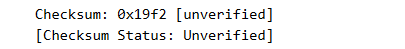 Checksum: 0x19f2 [unverified]
[Checksum Status: Unverified]